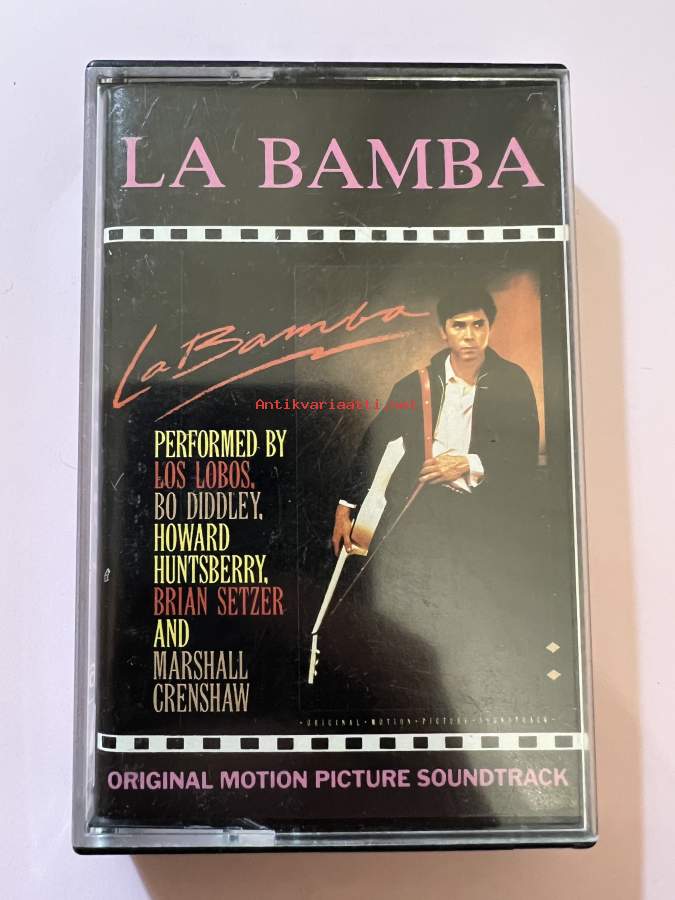 LA BAMBA
La Bamba
Antikvariaatti.net
PERFORMED BY
LOS LOBOS,
BO DIDDLEY,
HOWARD
HUNTSBERRY,
BRIAN SETZER
AND
MARSHALL
CRENSHAW
·ORIGINAL·MOTION·PICTURE·SOUNDTRACK·
ORIGINAL MOTION PICTURE SOUNDTRACK